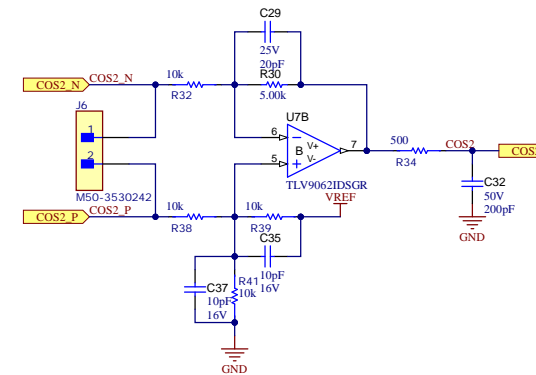 C29
25V
20pF
COS2_N
COS2_N
10k
R32
R30
5.00k
J6
1
2
M50-3530242
U7B
6
5
B
V+
V-
7
TLV9062IDSGR
500
R34
COS2
COS2
C32
50V
200pF
GND
VREF
COS2_P
COS2_P
10k
R38
10k
R39
C35
10pF
16V
C37
10pF
16V
R41
10k
GND